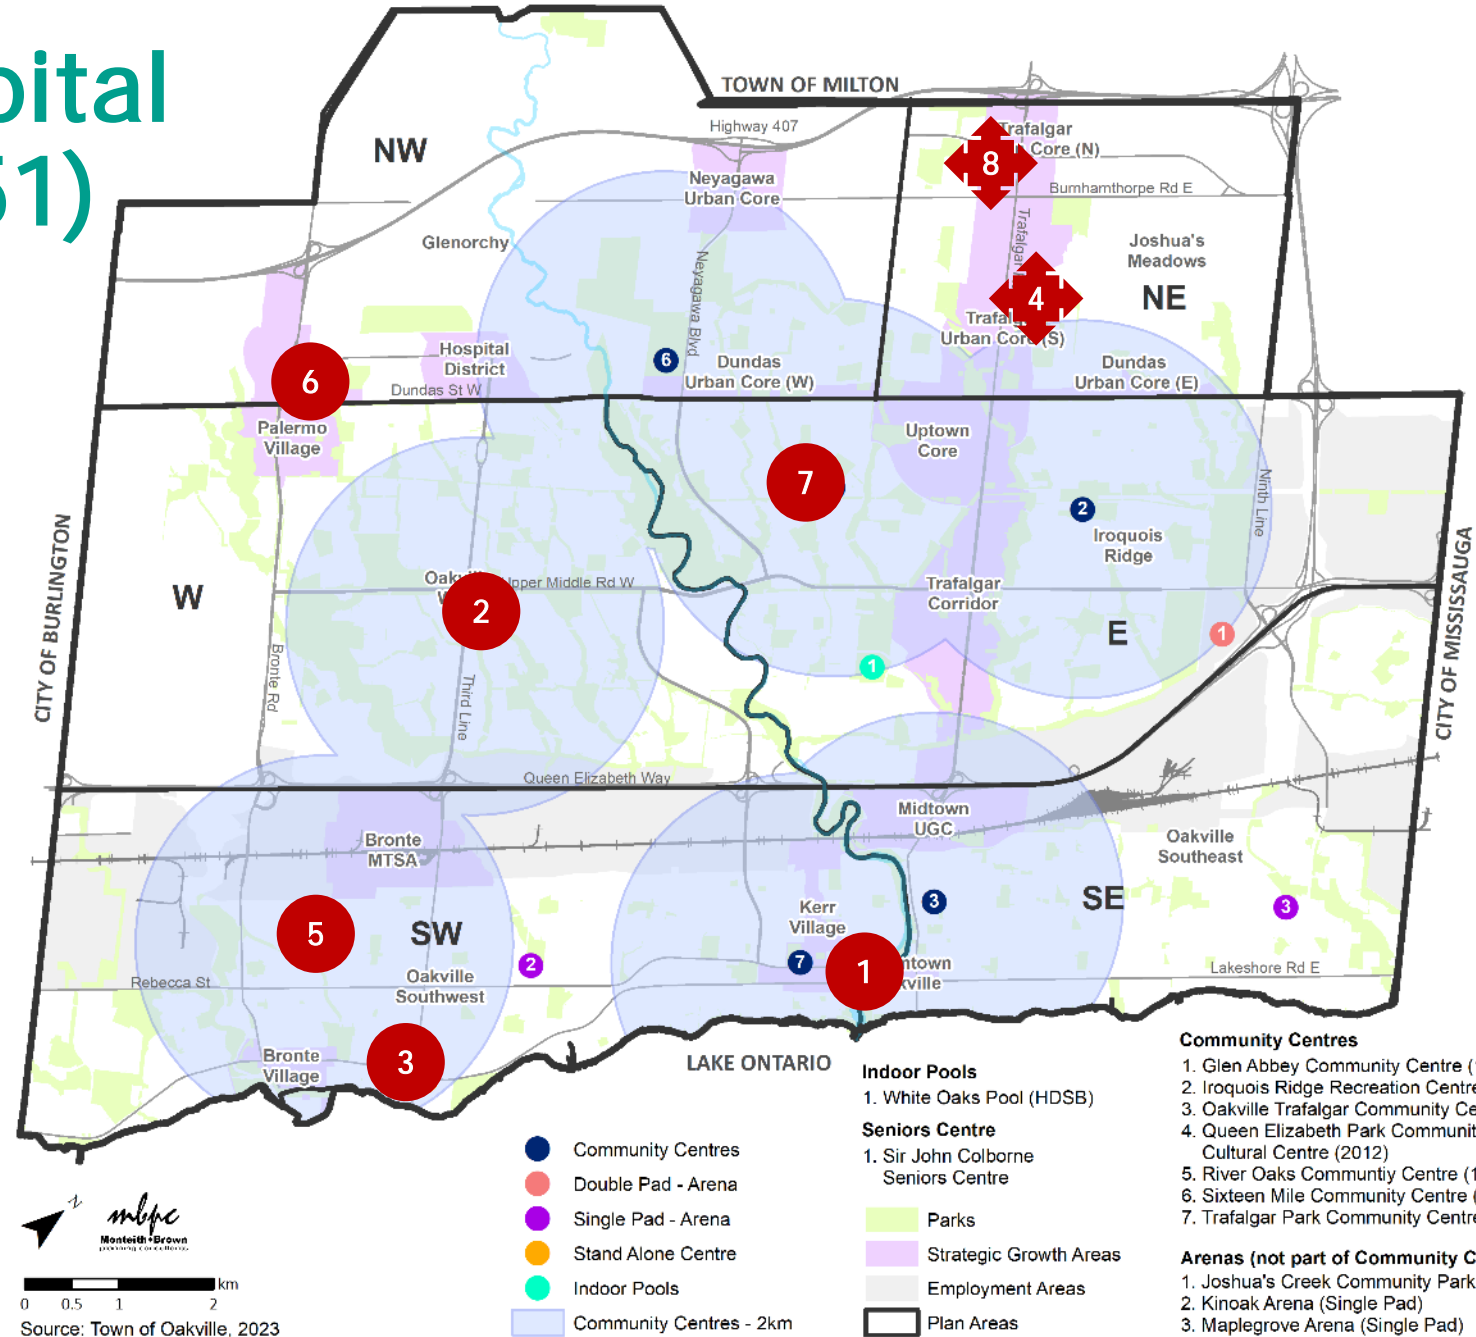 pital
51)
TOWN OF MILTON
NW
Highway 407
Trafalgar
Core (N)
8
Neyagawa
Urban Core
Burnhamthorpe Rd E
Glenorchy
Trafalgar
Joshua's
Meadows
Neyagawa Blvd
4
NE
Urban Core (S)
Hospital
District
6
Dundas
Urban Core (W)
Dundas
Urban Core (E)
6
Dundas St W
Palermo
Village
Uptown
Core
7
Ninth Line
2
Iroquois
Ridge
CITY OF BURLINGTON
CITY OF MISSISSAUGA
Upper Middle Rd W
Trafalgar
Corridor
W
2
E
1
1
Bronte Rd
Third Line
Queen Elizabeth Way
Midtown
UGC
Bronte
MTSA
Oakville
Southeast
SE
Kerr
Village
3
3
5
SW
2
7
1
Oakville
Southwest
Rebecca St
Lakeshore Rd E
Bronte
Village
3
LAKE ONTARIO
Indoor Pools
1. White Oaks Pool (HDSB)
Seniors Centre
1. Sir John Colborne
Seniors Centre
Community Centres
1. Glen Abbey Community Centre (
2. Iroquois Ridge Recreation Centre
3. Oakville Trafalgar Community Ce
4. Queen Elizabeth Park Communit
Cultural Centre (2012)
5. River Oaks Communtiy Centre (1
6. Sixteen Mile Community Centre (
7. Trafalgar Park Community Centre
Arenas (not part of Community C
1. Joshua's Creek Community Park
2. Kinoak Arena (Single Pad)
3. Maplegrove Arena (Single Pad)
Community Centres
Double Pad - Arena
Single Pad - Arena
Stand Alone Centre
Indoor Pools
Community Centres - 2km
Parks
Strategic Growth Areas
Employment Areas
Plan Areas
N
mbpc
Monteith•Brown
planning consultants
km
0 0.5 1 2
Source: Town of Oakville, 2023